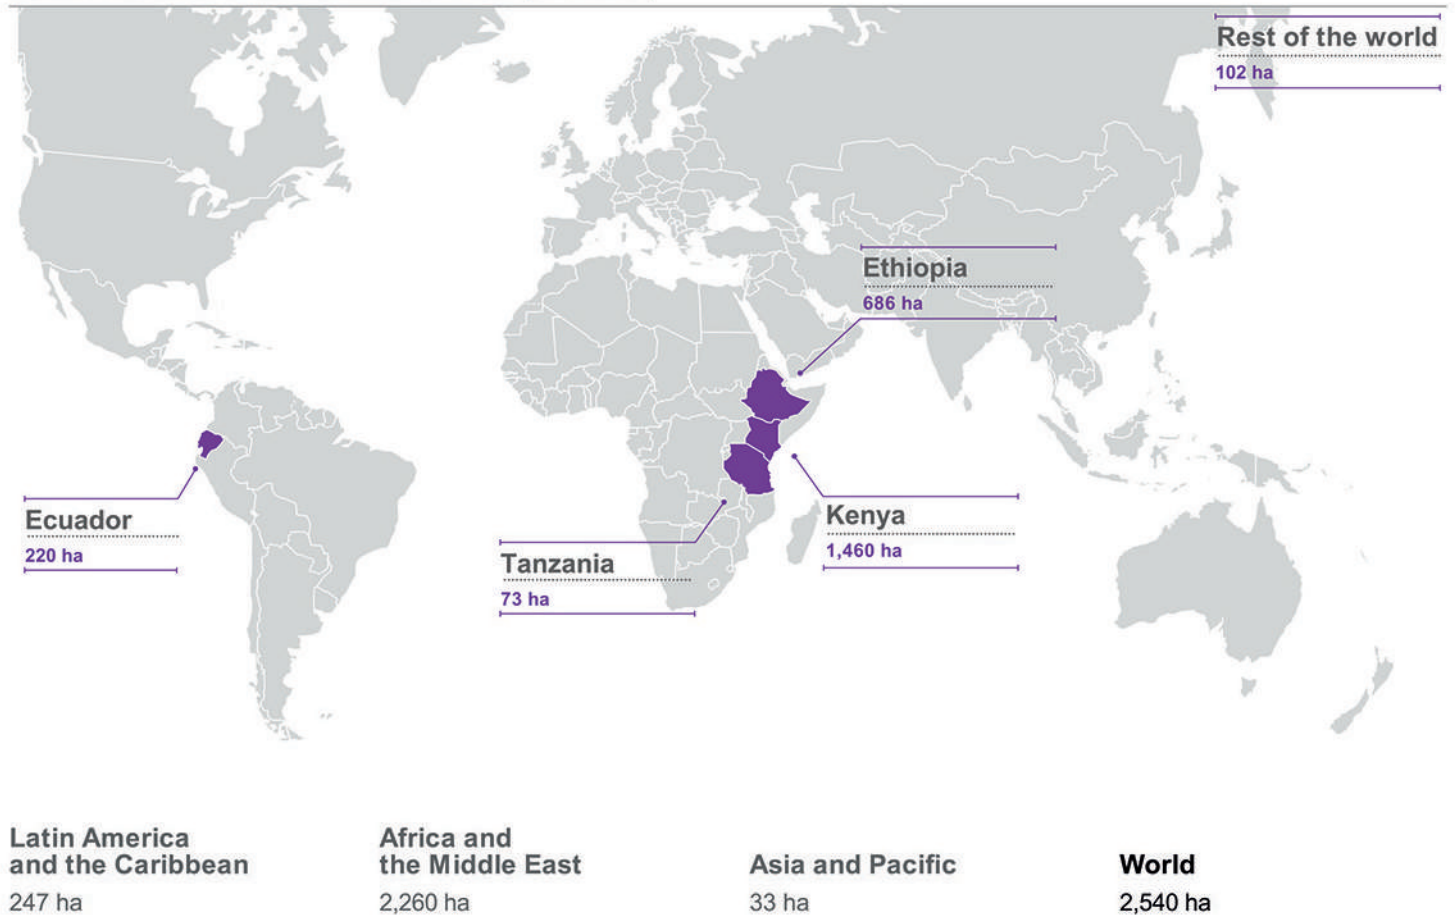 Rest of the world
102 ha
Ethiopia
686 ha
Ecuador
220 ha
Kenya
1,460 ha
Tanzania
73 ha
Latin America
and the Caribbean
247 ha
Africa and
the Middle East
2,260 ha
Asia and Pacific
33 ha
World
2,540 ha